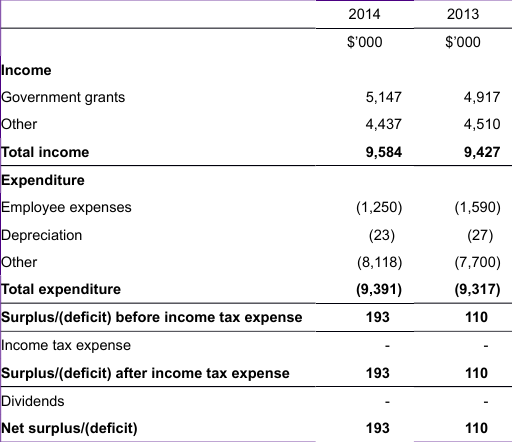 2014 2013
$’000 $’000
Income
Government grants 5,147 4,917
Other 4,437 4,510
Total income 9,584 9,427
Expenditure
Employee expenses (1,250) (1,590)
Depreciation (23) (27)
Other (8,118) (7,700)
Total expenditure (9,391) (9,317)
Surplus/(deficit) before income tax expense 193 110
Income tax expense - -
Surplus/(deficit) after income tax expense 193 110
Dividends - -
Net surplus/(deficit) 193 110